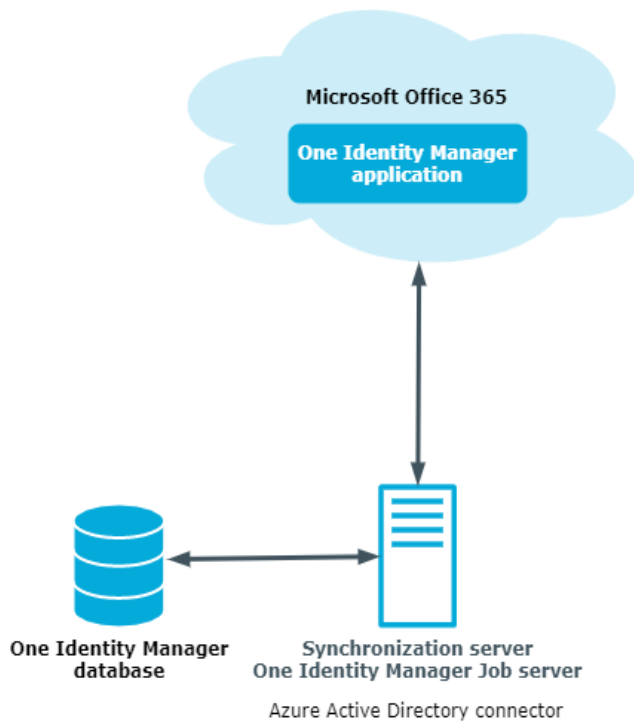 Microsoft Office 365
One Identity Manager
application
One Identity Manager
database
Synchronization server
One Identity Manager Job server
Azure Active Directory connector